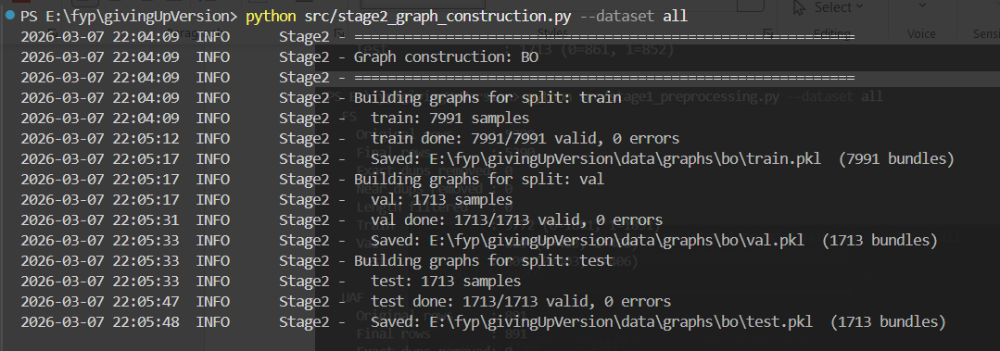 PS E:\fyp\givingUpVersion> python src/stage2_graph_construction.py --dataset all
2026-03-07 22:04:09 INFO Stage2 - ============================================================
2026-03-07 22:04:09 INFO Stage2 - Graph construction: BO
2026-03-07 22:04:09 INFO Stage2 - ============================================================
2026-03-07 22:04:09 INFO Stage2 - Building graphs for split: train
2026-03-07 22:04:09 INFO Stage2 - train: 7991 samples
2026-03-07 22:05:12 INFO Stage2 - train done: 7991/7991 valid, 0 errors
2026-03-07 22:05:17 INFO Stage2 - Saved: E:\fyp\givingUpVersion\data\graphs\bo\train.pkl (7991 bundles)
2026-03-07 22:05:17 INFO Stage2 - Building graphs for split: val
2026-03-07 22:05:17 INFO Stage2 - val: 1713 samples
2026-03-07 22:05:31 INFO Stage2 - val done: 1713/1713 valid, 0 errors
2026-03-07 22:05:33 INFO Stage2 - Saved: E:\fyp\givingUpVersion\data\graphs\bo\val.pkl (1713 bundles)
2026-03-07 22:05:33 INFO Stage2 - Building graphs for split: test
2026-03-07 22:05:33 INFO Stage2 - test: 1713 samples
2026-03-07 22:05:47 INFO Stage2 - test done: 1713/1713 valid, 0 errors
2026-03-07 22:05:48 INFO Stage2 - Saved: E:\fyp\givingUpVersion\data\graphs\bo\test.pkl (1713 bundles)
Select
Styles
Voice